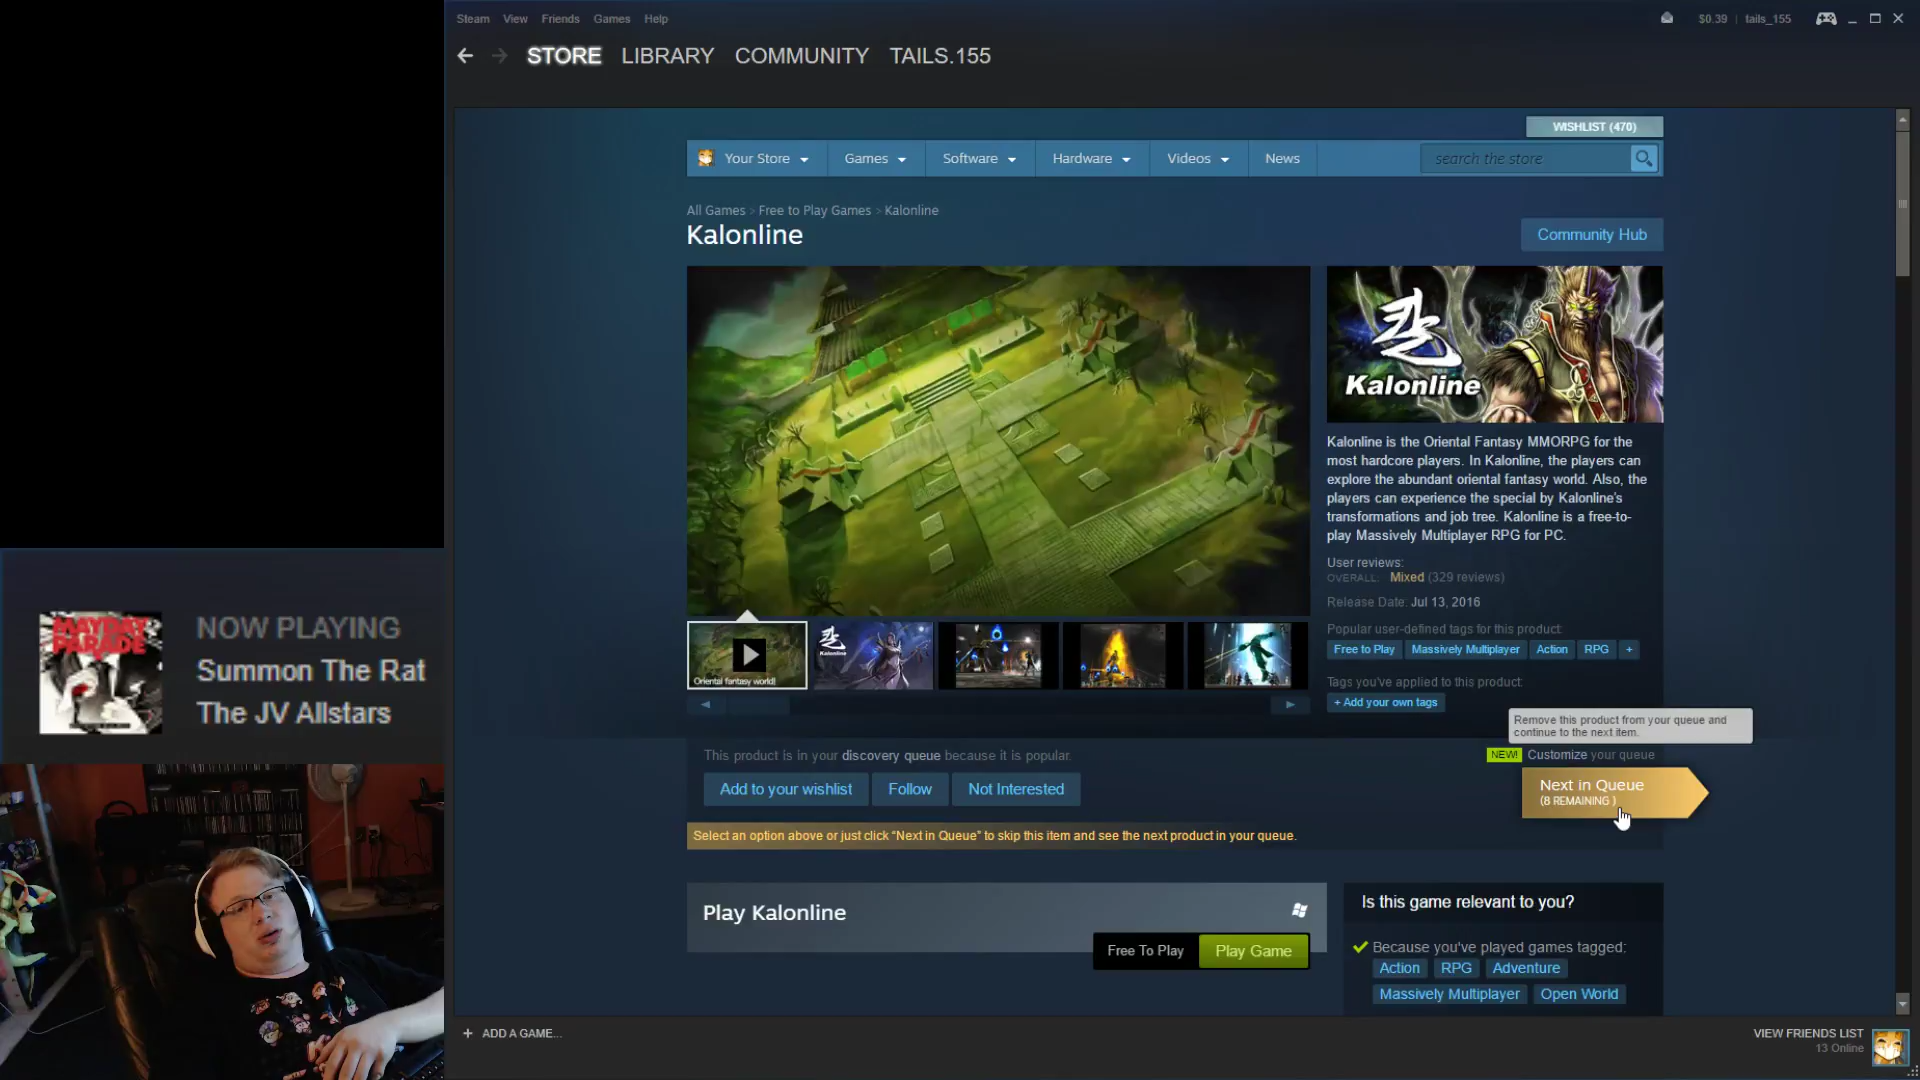 Steam View Friends Games Help
$0.39 | tails_155
STORE LIBRARY COMMUNITY TAILS.155
WISHLIST (470)
Your Store Games Software Hardware Videos News
search the store
All Games > Free to Play Games > Kalonline
Kalonline
Community Hub
칼
Kalonline
Kalonline is the Oriental Fantasy MMORPG for the
most hardcore players. In Kalonline, the players can
explore the abundant oriental fantasy world. Also, the
players can experience the special by Kalonline's
transformations and job tree. Kalonline is a free-to-
play Massively Multiplayer RPG for PC.
User reviews:
OVERALL: Mixed (329 reviews)
Release Date: Jul 13, 2016
Popular user-defined tags for this product:
Free to Play Massively Multiplayer Action RPG +
Tags you've applied to this product:
+ Add your own tags
Oriental fantasy world!
칼
Kalonline
Remove this product from your queue and
continue to the next item.
This product is in your discovery queue because it is popular.
NEW! Customize your queue
Add to your wishlist Follow Not Interested
Next in Queue
(8 REMAINING )
Select an option above or just click "Next in Queue" to skip this item and see the next product in your queue.
Play Kalonline
Free To Play Play Game
Is this game relevant to you?
Because you've played games tagged:
Action RPG Adventure
Massively Multiplayer Open World
+ ADD A GAME...
VIEW FRIENDS LIST
13 Online
MAYDAY
PARADE
NOW PLAYING
Summon The Rat
The JV Allstars